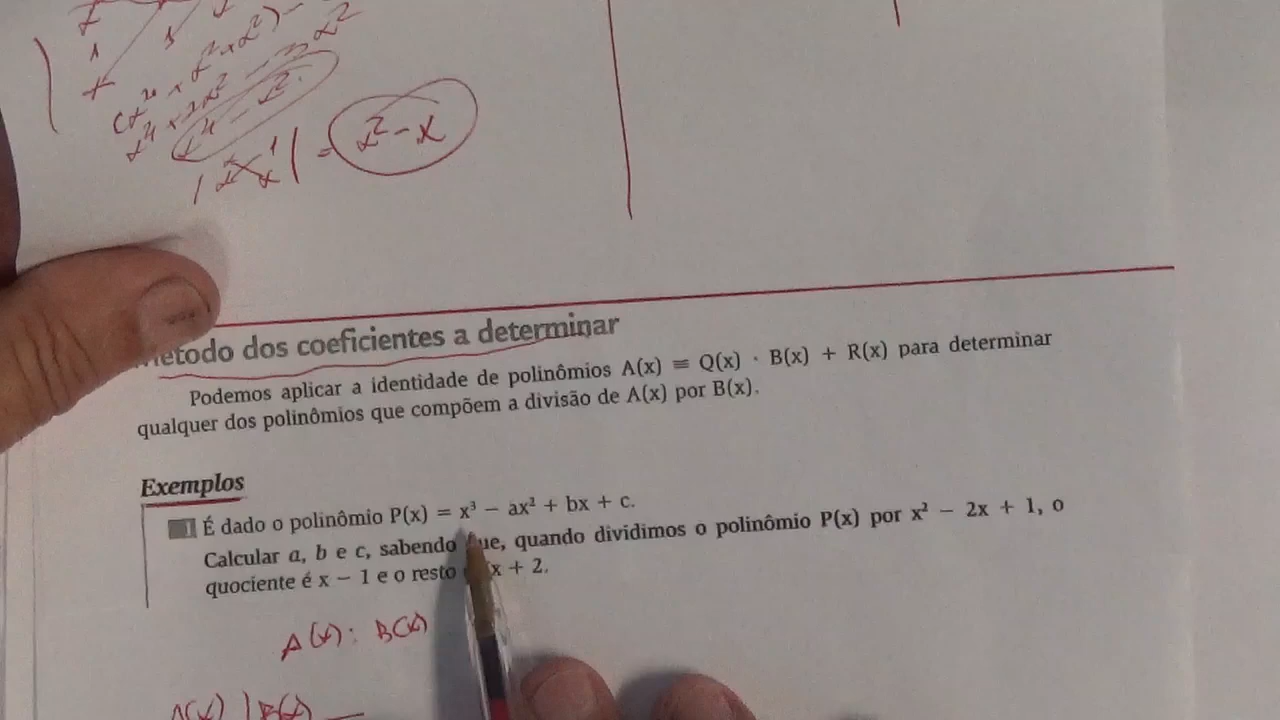 = x² - x
Método dos coeficientes a determinar
Podemos aplicar a identidade de polinômios A(x) ≡ Q(x) · B(x) + R(x) para determinar
qualquer dos polinômios que compõem a divisão de A(x) por B(x).
Exemplos
1 É dado o polinômio P(x) = x³ − ax² + bx + c.
Calcular a, b e c, sabendo que, quando dividimos o polinômio P(x) por x² − 2x + 1, o
quociente é x − 1 e o resto x + 2.
A(x) : B(x)
A(x) | B(x)